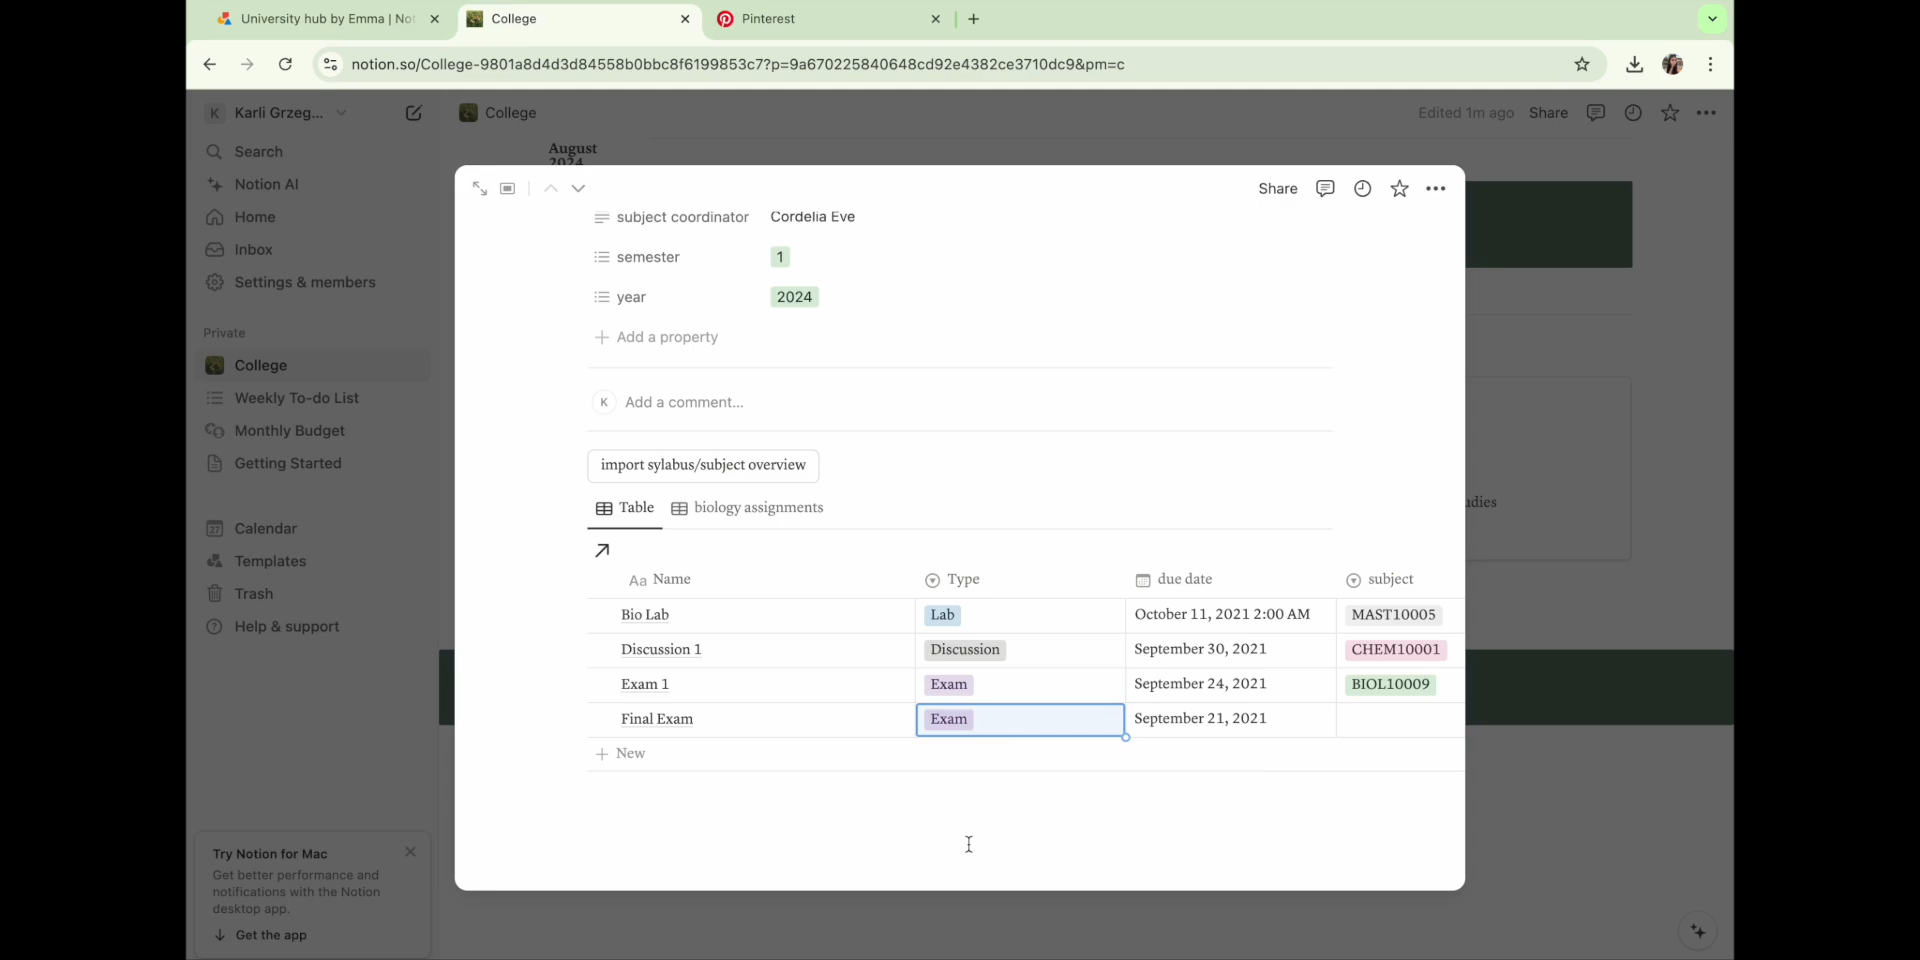 University hub by Emma | Not
College
Pinterest
notion.so/College-9801a8d4d3d84558b0bbc8f6199853c7?p=9a670225840648cd92e4382ce3710dc9&pm=c
K Karli Grzeg...
College
Edited 1m ago
Share
Search
Notion AI
Home
Inbox
Settings & members
Private
College
Weekly To-do List
Monthly Budget
Getting Started
27 Calendar
Templates
Trash
Help & support
Try Notion for Mac
Get better performance and
notifications with the Notion
desktop app.
Get the app
August
2024
Share
subject coordinator Cordelia Eve
semester 1
year 2024
Add a property
K Add a comment...
import sylabus/subject overview
Table biology assignments
Aa Name Type due date subject
Bio Lab Lab October 11, 2021 2:00 AM MAST10005
Discussion 1 Discussion September 30, 2021 CHEM10001
Exam 1 Exam September 24, 2021 BIOL10009
Final Exam Exam September 21, 2021
New